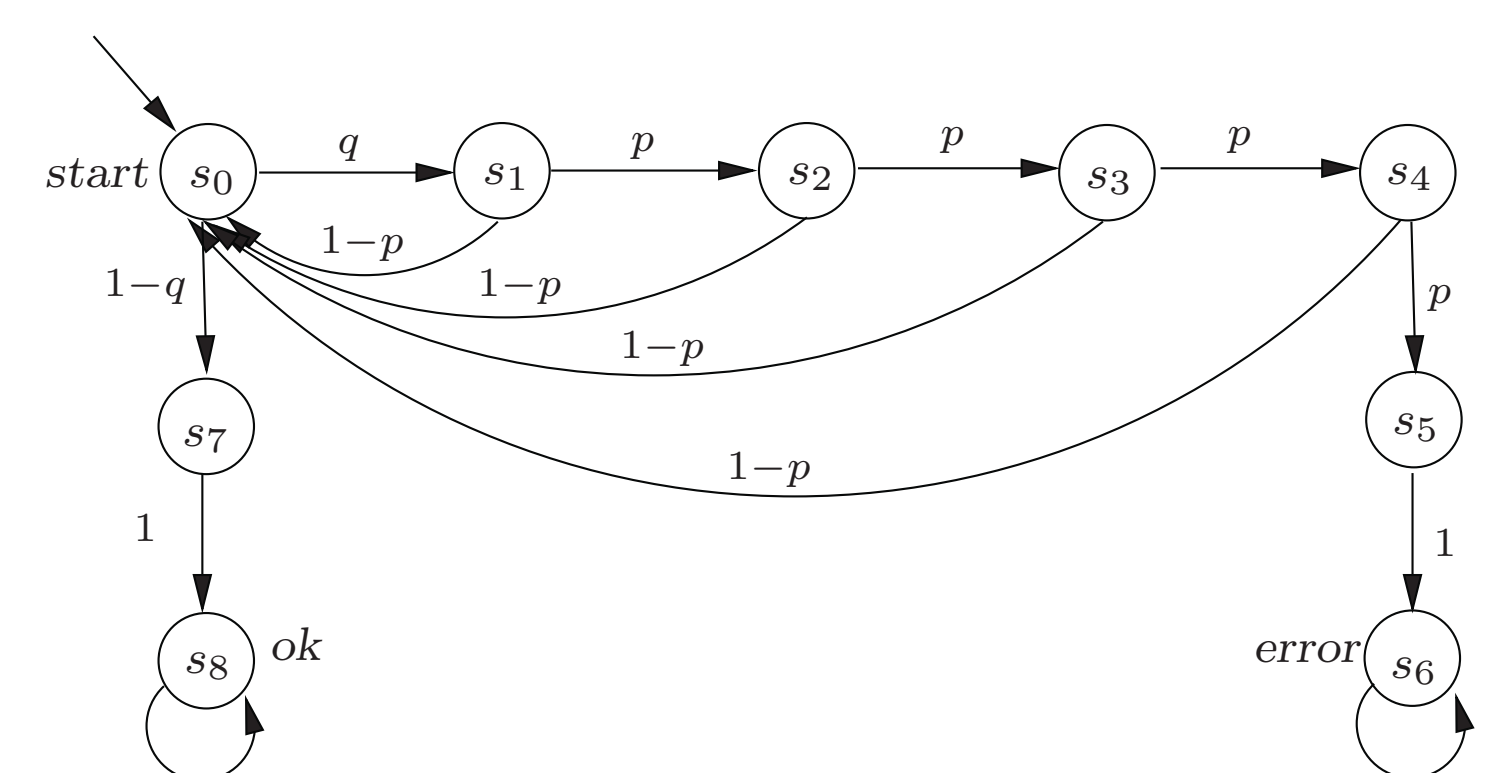 q p p p
start s₀ s₁ s₂ s₃ s₄
1−p
1−q 1−p p
1−p
s₇ s₅
1−p
1 1
ok error
s₈ s₆